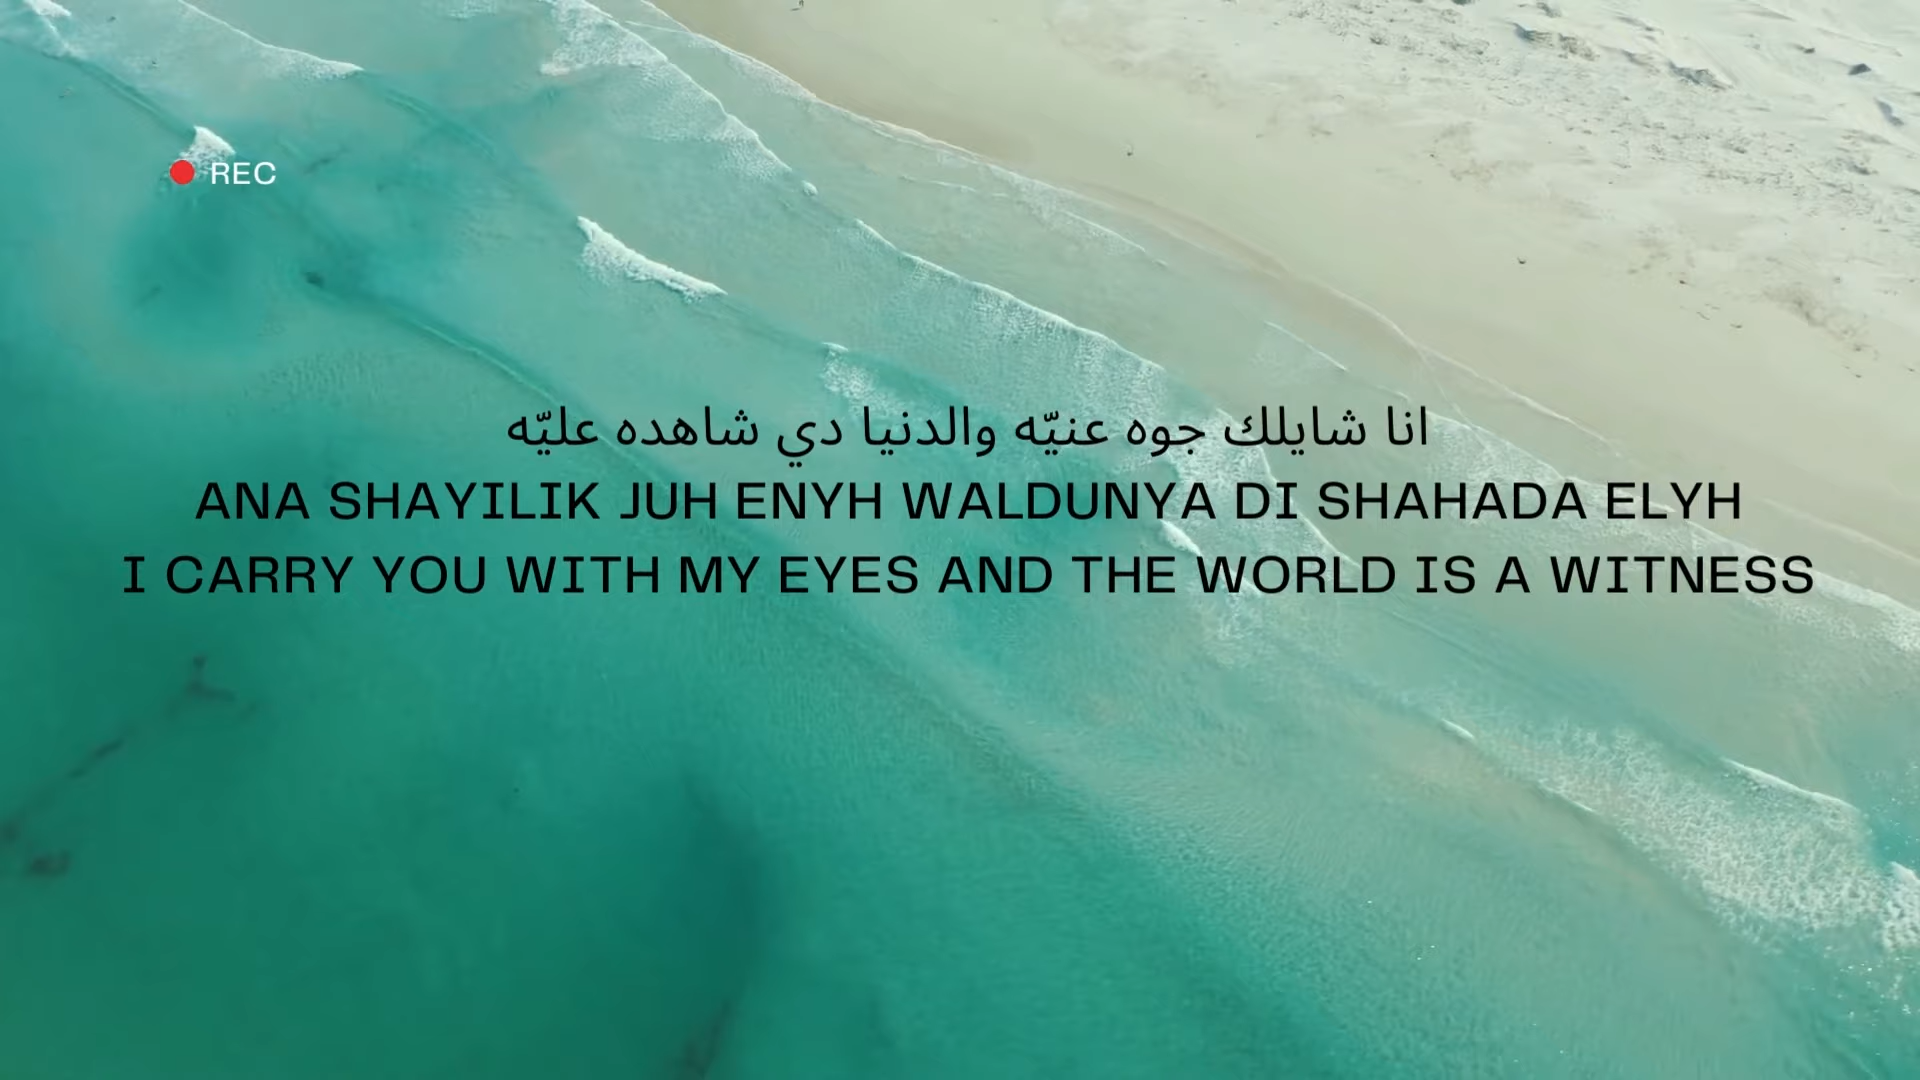 REC
انا شايلك جوه عنيّه والدنيا دي شاهده عليّه
ANA SHAYILIK JUH ENYH WALDUNYA DI SHAHADA ELYH
I CARRY YOU WITH MY EYES AND THE WORLD IS A WITNESS